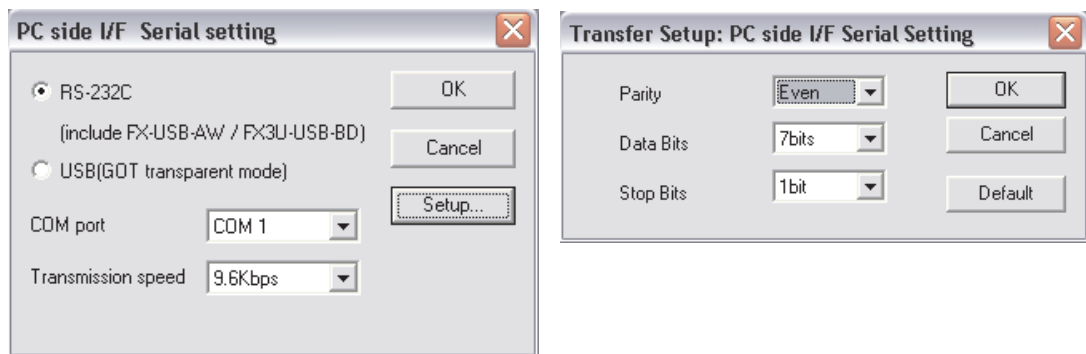 PC side I/F Serial setting
RS-232C
(include FX-USB-AW / FX3U-USB-BD)
USB(GOT transparent mode)
COM port
COM 1
Transmission speed
9.6Kbps
OK
Cancel
Setup...
Transfer Setup: PC side I/F Serial Setting
Parity
Even
Data Bits
7bits
Stop Bits
1bit
OK
Cancel
Default